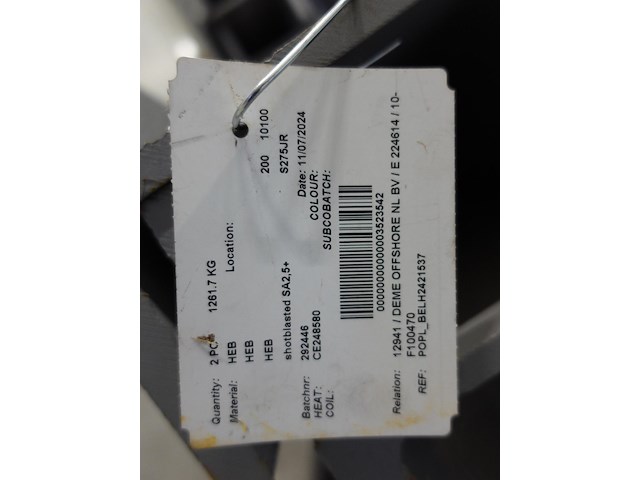 Quantity: 2 PC 1261.7 KG
Material: HEB Location:
HEB
HEB 200 10100
shotblasted SA2,5+ S275JR
Batchnr: 292446 Date: 11/07/2024
HEAT: CE248580 COLOUR:
COIL: SUBCOBATCH:
00000000000003523542
Relation: 12941 / DEME OFFSHORE NL BV / E 224614 / 10-
F100470
REF: POPL_BELH2421537